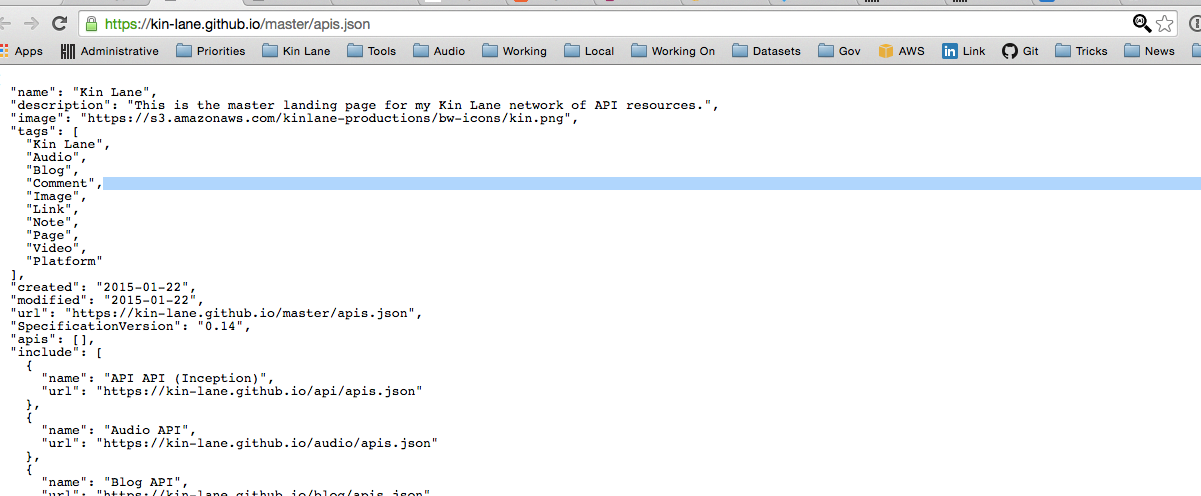 https://kin-lane.github.io/master/apis.json
Apps Administrative Priorities Kin Lane Tools Audio Working Local Working On Datasets Gov AWS Link Git Tricks News
"name": "Kin Lane",
"description": "This is the master landing page for my Kin Lane network of API resources.",
"image": "https://s3.amazonaws.com/kinlane-productions/bw-icons/kin.png",
"tags": [
"Kin Lane",
"Audio",
"Blog",
"Comment",
"Image",
"Link",
"Note",
"Page",
"Video",
"Platform"
],
"created": "2015-01-22",
"modified": "2015-01-22",
"url": "https://kin-lane.github.io/master/apis.json",
"SpecificationVersion": "0.14",
"apis": [],
"include": [
{
"name": "API API (Inception)",
"url": "https://kin-lane.github.io/api/apis.json"
},
{
"name": "Audio API",
"url": "https://kin-lane.github.io/audio/apis.json"
},
{
"name": "Blog API",
"url": "https://kin-lane.github.io/blog/apis.json"